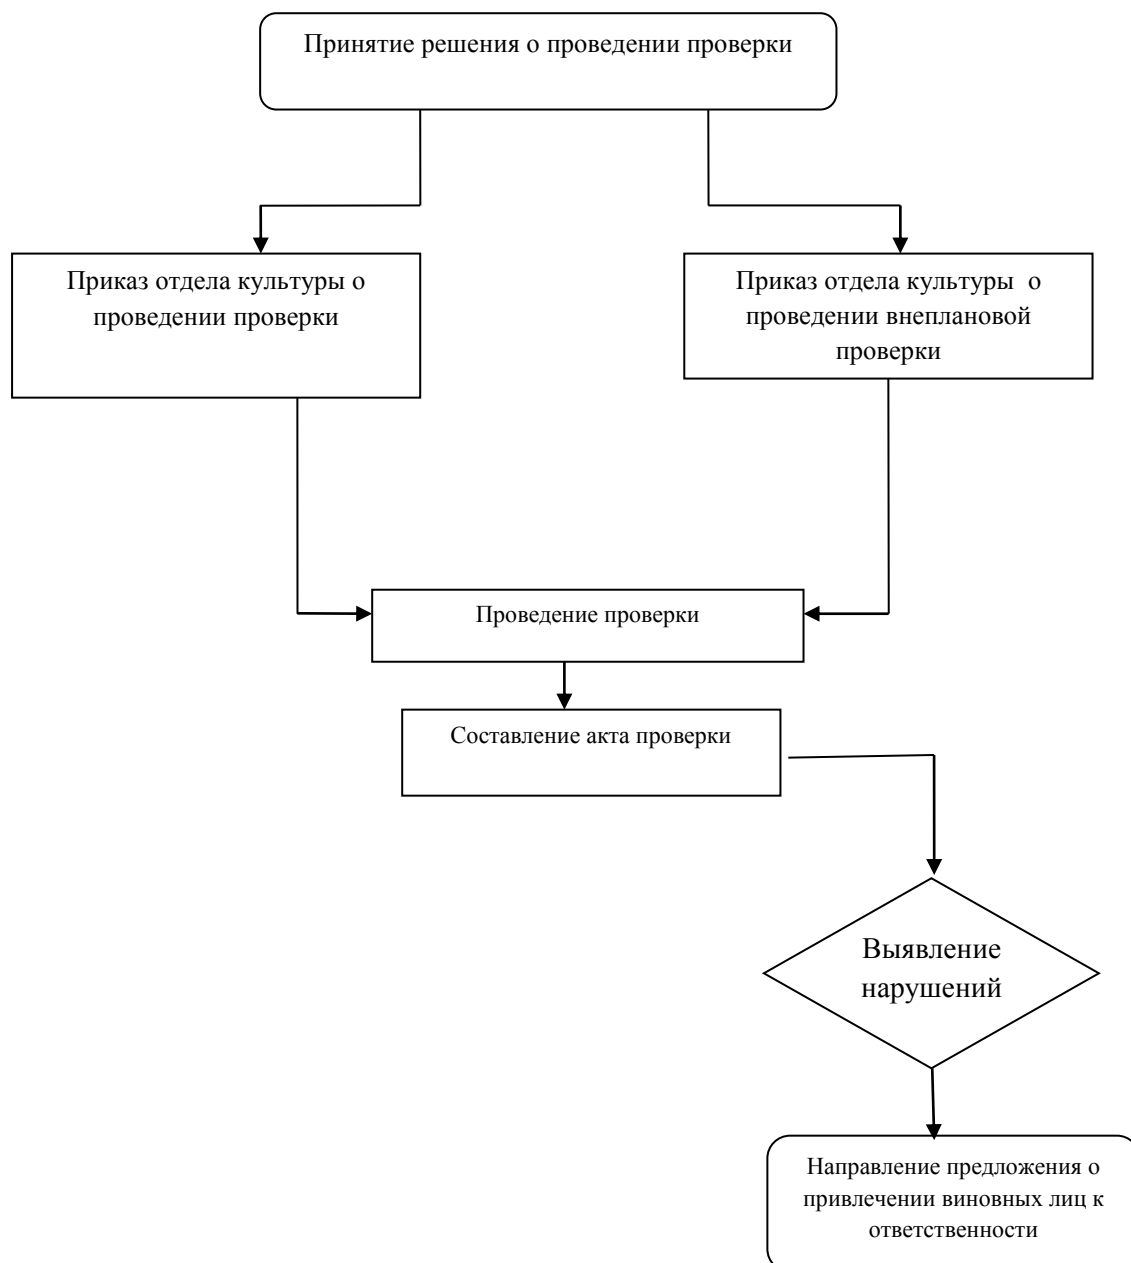 Принятие решения о проведении проверки
Приказ отдела культуры о
проведении проверки
Приказ отдела культуры  о
проведении внеплановой
проверки
Проведение проверки
Составление акта проверки
Выявление
нарушений
Направление предложения о
привлечении виновных лиц к
ответственности